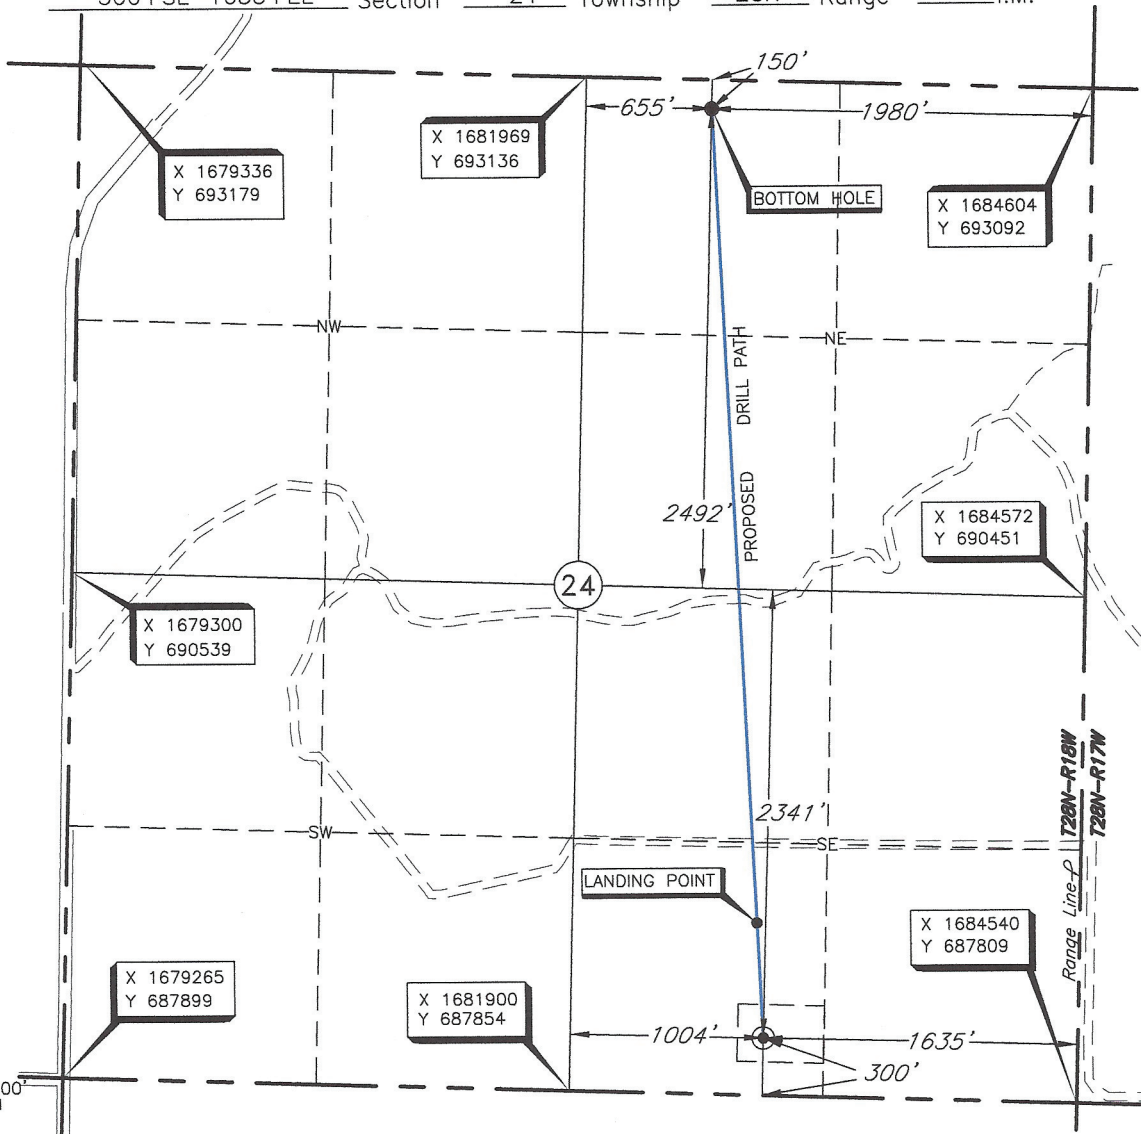 Section Township Range
150'
655'
1980'
X 1681969
Y 693136
X 1679336
Y 693179
BOTTOM HOLE
X 1684604
Y 693092
NW
NE
PROPOSED DRILL PATH
2492'
X 1684572
Y 690451
24
X 1679300
Y 690539
T28N-R18W
T28N-R17W
2341'
SW
SE
LANDING POINT
Range Line
X 1684540
Y 687809
X 1679265
Y 687899
X 1681900
Y 687854
1004'
1635'
300'
00'